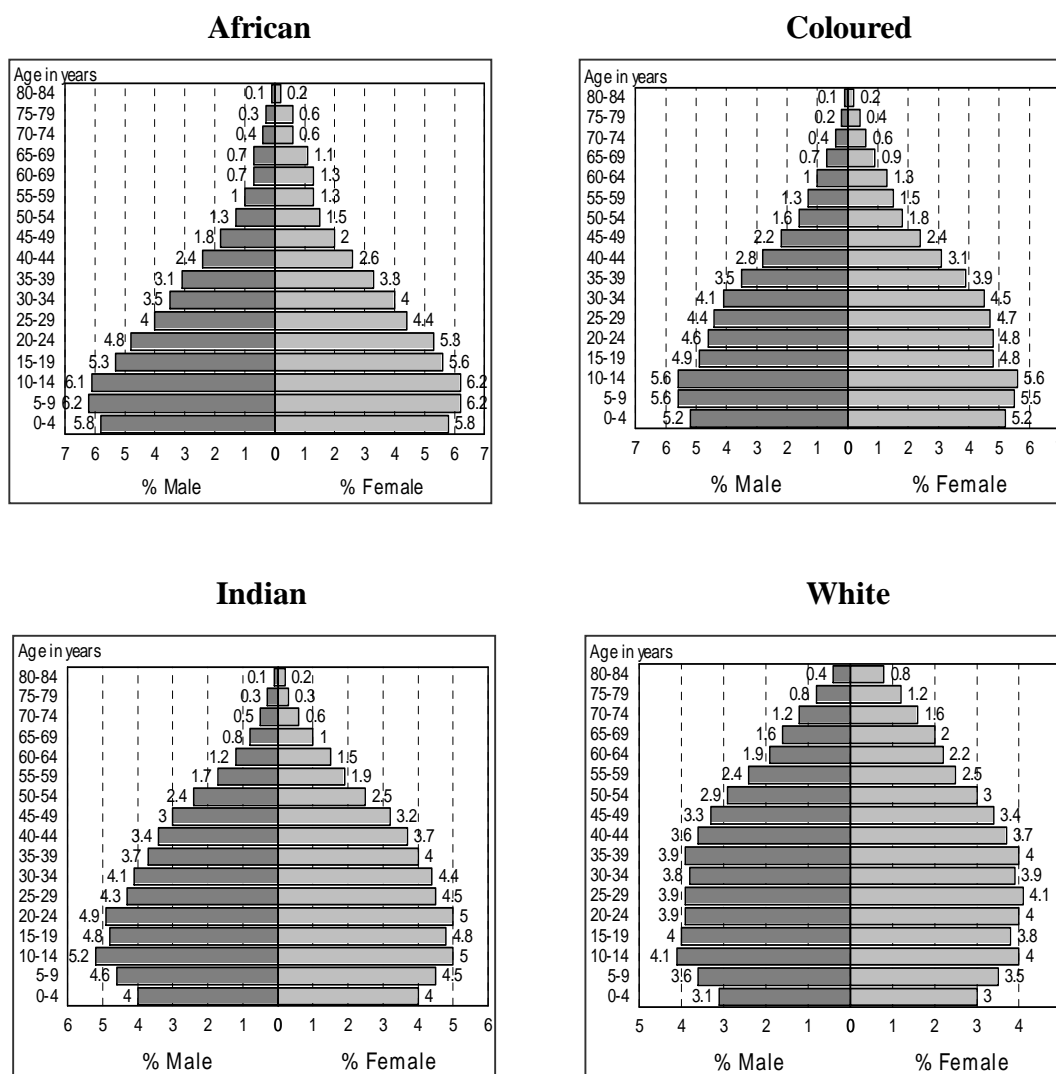 African
Age in years
80-84 0.1 0.2
75-79 0.3 0.6
70-74 0.4 0.6
65-69 0.7 1.1
60-69 0.7 1.3
55-59 1 1.3
50-54 1.3 1.5
45-49 1.8 2
40-44 2.4 2.6
35-39 3.1 3.3
30-34 3.5 4
25-29 4 4.4
20-24 4.8 5.3
15-19 5.3 5.6
10-14 6.1 6.2
5-9 6.2 6.2
0-4 5.8 5.8
7 6 5 4 3 2 1 0 1 2 3 4 5 6 7
% Male % Female
Coloured
Age in years
80-84 0.1 0.2
75-79 0.2 0.4
70-74 0.4 0.6
65-69 0.7 0.9
60-64 1 1.3
55-59 1.3 1.5
50-54 1.6 1.8
45-49 2.2 2.4
40-44 2.8 3.1
35-39 3.5 3.9
30-34 4.1 4.5
25-29 4.4 4.7
20-24 4.6 4.8
15-19 4.9 4.8
10-14 5.6 5.6
5-9 5.6 5.5
0-4 5.2 5.2
7 6 5 4 3 2 1 0 1 2 3 4 5 6
% Male % Female
Indian
Age in years
80-84 0.1 0.2
75-79 0.3 0.3
70-74 0.5 0.6
65-69 0.8 1
60-64 1.2 1.5
55-59 1.7 1.9
50-54 2.4 2.5
45-49 3 3.2
40-44 3.4 3.7
35-39 3.7 4
30-34 4.1 4.4
25-29 4.3 4.5
20-24 4.9 5
15-19 4.8 4.8
10-14 5.2 5
5-9 4.6 4.5
0-4 4 4
6 5 4 3 2 1 0 1 2 3 4 5 6
% Male % Female
White
Age in years
80-84 0.4 0.8
75-79 0.8 1.2
70-74 1.2 1.6
65-69 1.6 2
60-64 1.9 2.2
55-59 2.4 2.5
50-54 2.9 3
45-49 3.3 3.4
40-44 3.6 3.7
35-39 3.9 4
30-34 3.8 3.9
25-29 3.9 4.1
20-24 3.9 4
15-19 4 3.8
10-14 4.1 4
5-9 3.6 3.5
0-4 3.1 3
5 4 3 2 1 0 1 2 3 4
% Male % Female